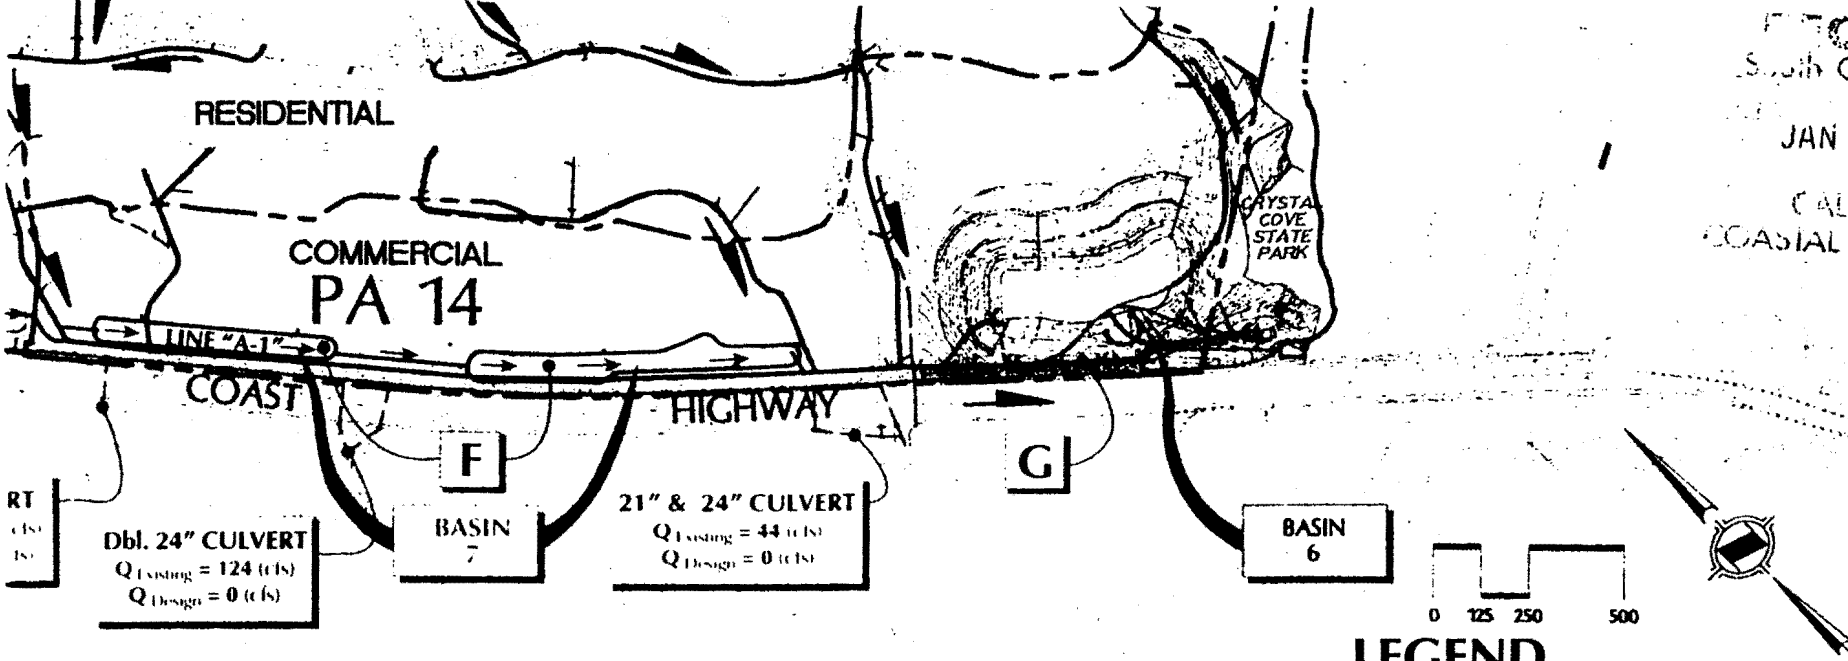 RESIDENTIAL
COMMERCIAL
PA 14
CRYSTAL
COVE
STATE
PARK
JAN
COASTAL
LINE "A-1"
COAST HIGHWAY
F
G
RT
Dbl. 24" CULVERT
Q Existing = 124 (cfs)
Q Design = 0 (cfs)
BASIN
7
21" & 24" CULVERT
Q Existing = 44 (cfs)
Q Design = 0 (cfs)
BASIN
6
0 125 250 500
LEGEND